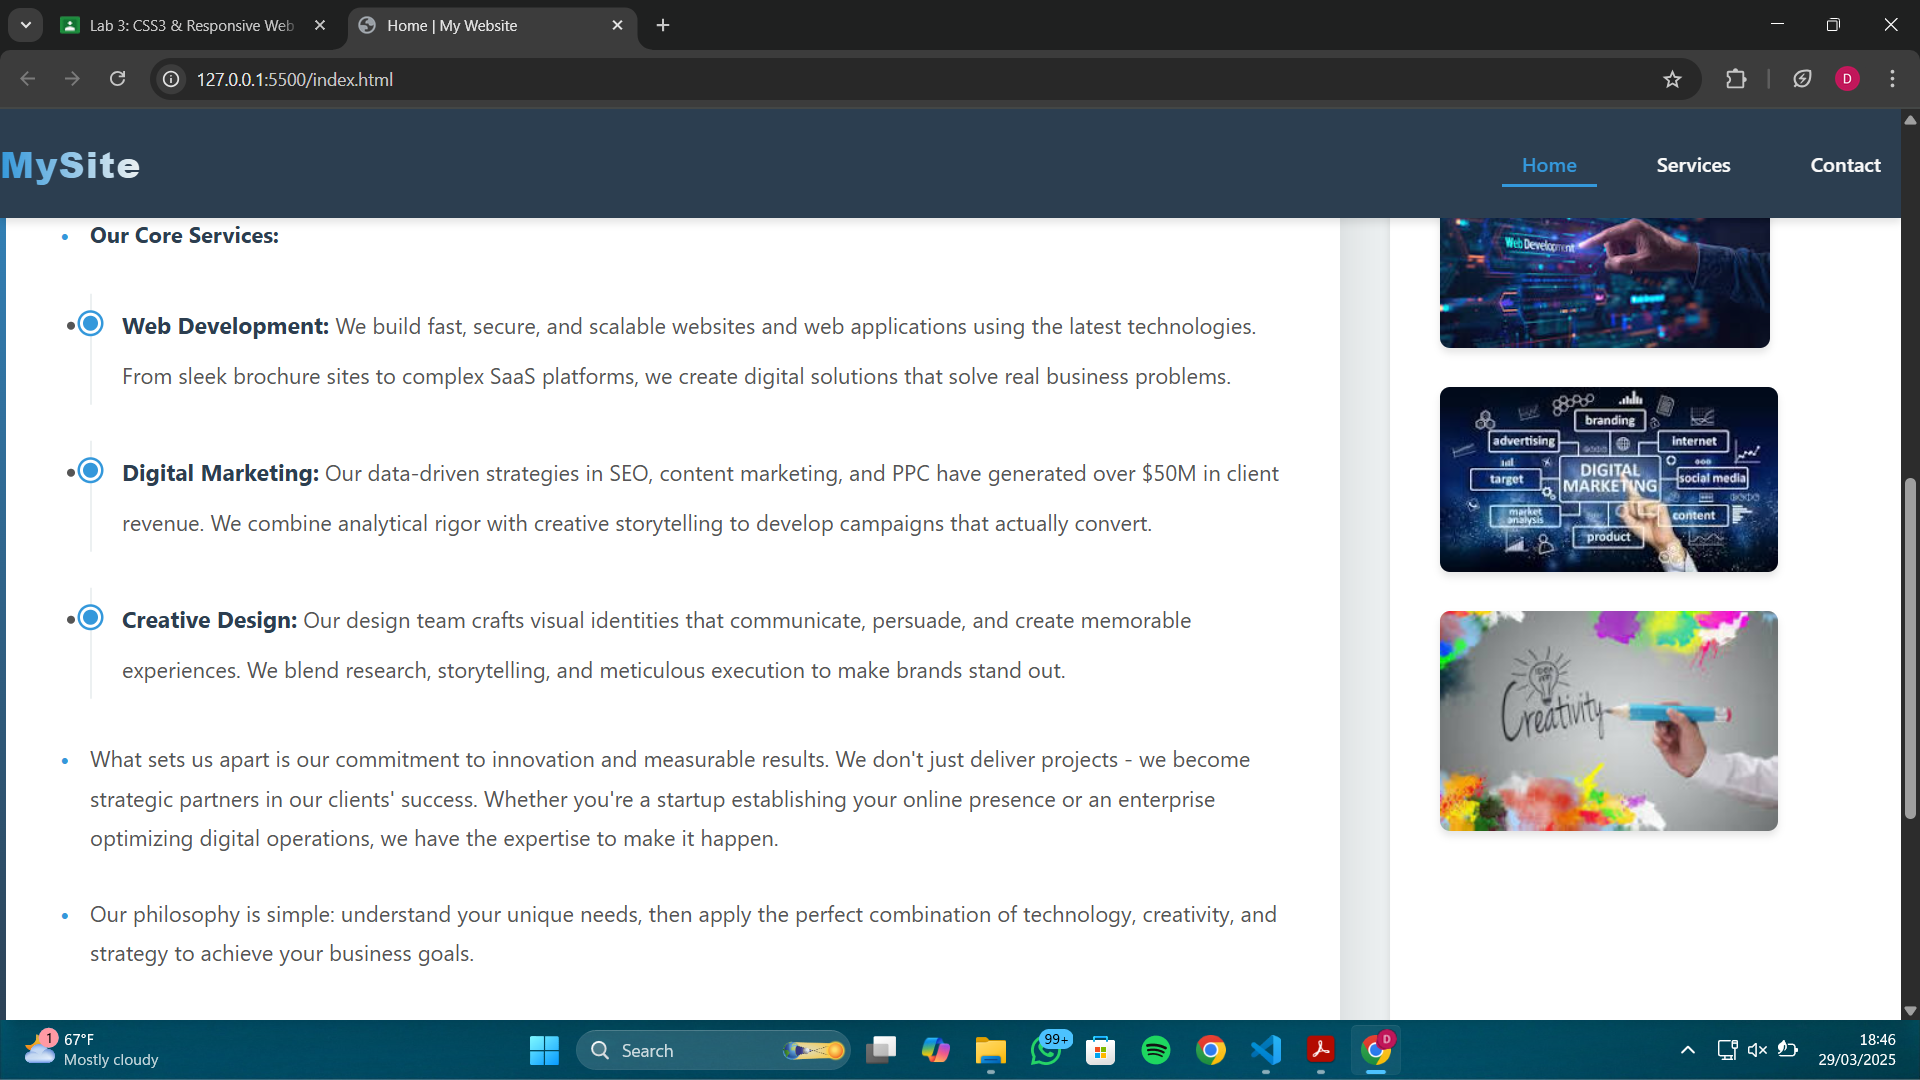 Lab 3: CSS3 & Responsive Web
Home | My Website
127.0.0.1:5500/index.html
D
MySite
Home
Services
Contact
• Our Core Services:
Web Development: We build fast, secure, and scalable websites and web applications using the latest technologies.
From sleek brochure sites to complex SaaS platforms, we create digital solutions that solve real business problems.
Digital Marketing: Our data-driven strategies in SEO, content marketing, and PPC have generated over $50M in client
revenue. We combine analytical rigor with creative storytelling to develop campaigns that actually convert.
Creative Design: Our design team crafts visual identities that communicate, persuade, and create memorable
experiences. We blend research, storytelling, and meticulous execution to make brands stand out.
• What sets us apart is our commitment to innovation and measurable results. We don't just deliver projects - we become
strategic partners in our clients' success. Whether you're a startup establishing your online presence or an enterprise
optimizing digital operations, we have the expertise to make it happen.
• Our philosophy is simple: understand your unique needs, then apply the perfect combination of technology, creativity, and
strategy to achieve your business goals.
Web Development
branding
advertising
internet
target
DIGITAL
MARKETING
social media
market
analysis
content
product
IDEA
Creativity
1
67°F
Mostly cloudy
Search
99+
D
18:46
29/03/2025